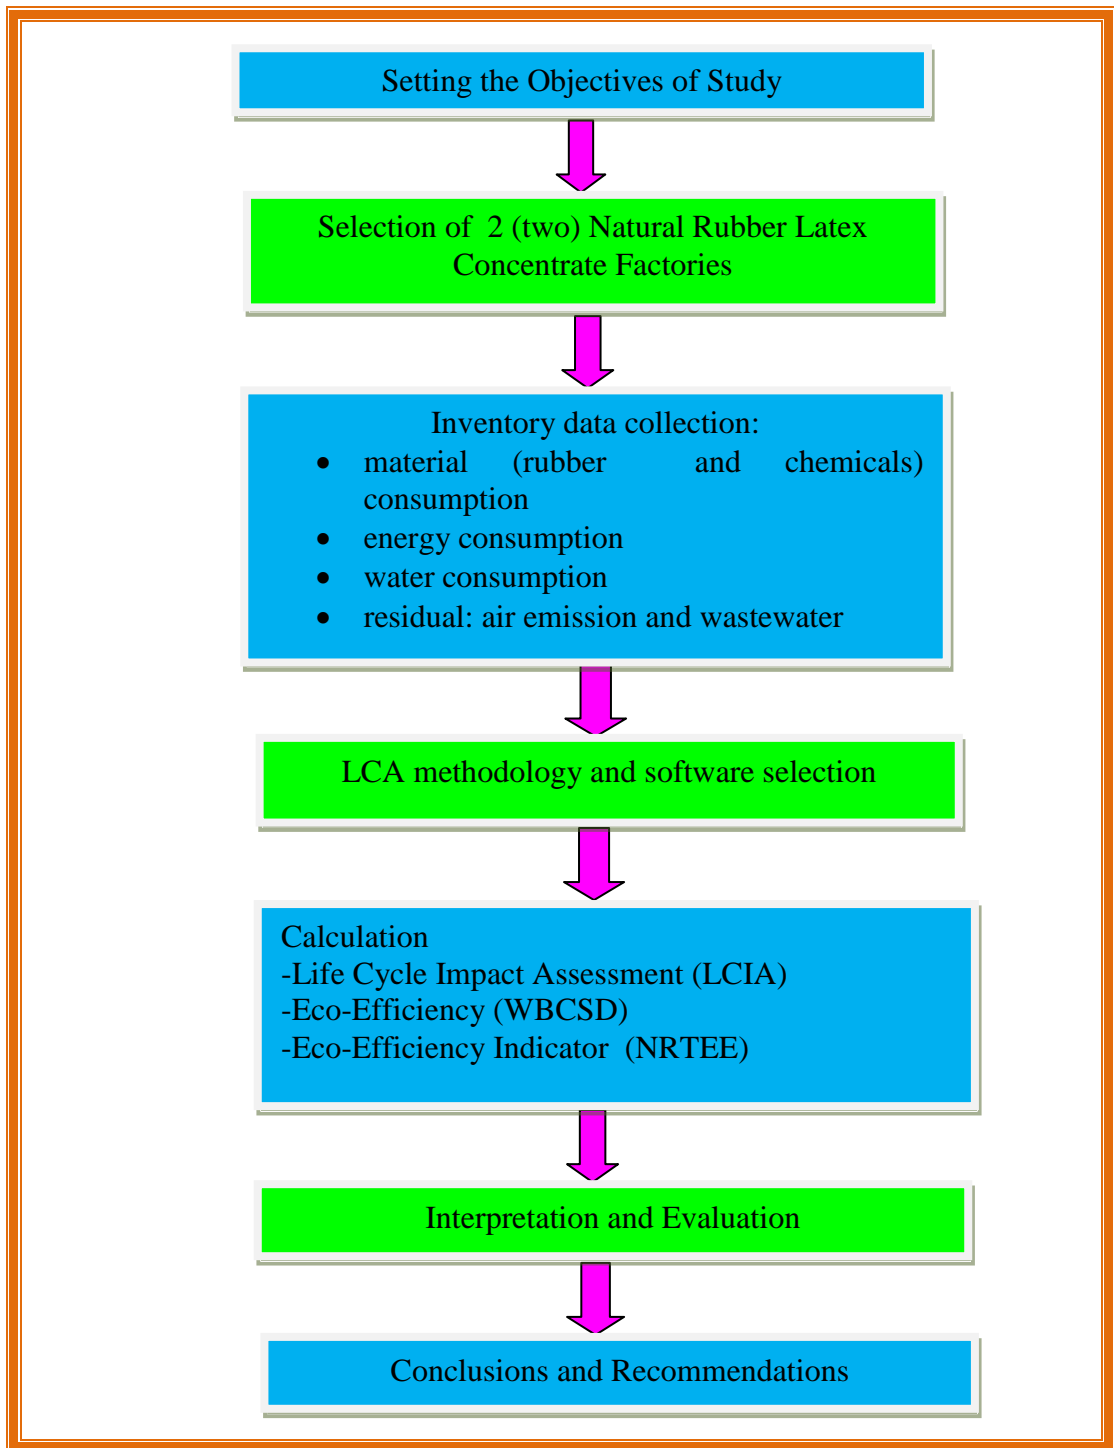 Setting the Objectives of Study
Selection of 2 (two) Natural Rubber Latex
Concentrate Factories
Inventory data collection:
• material (rubber and chemicals)
consumption
• energy consumption
• water consumption
• residual: air emission and wastewater
LCA methodology and software selection
Calculation
-Life Cycle Impact Assessment (LCIA)
-Eco-Efficiency (WBCSD)
-Eco-Efficiency Indicator (NRTEE)
Interpretation and Evaluation
Conclusions and Recommendations